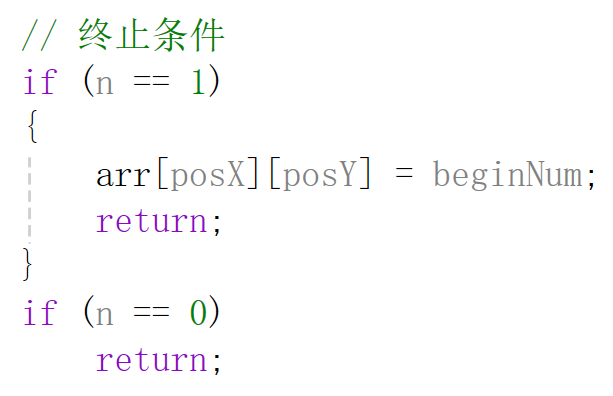 // 终止条件
if (n == 1)
{
    arr[posX][posY] = beginNum;
    return;
}
if (n == 0)
    return;